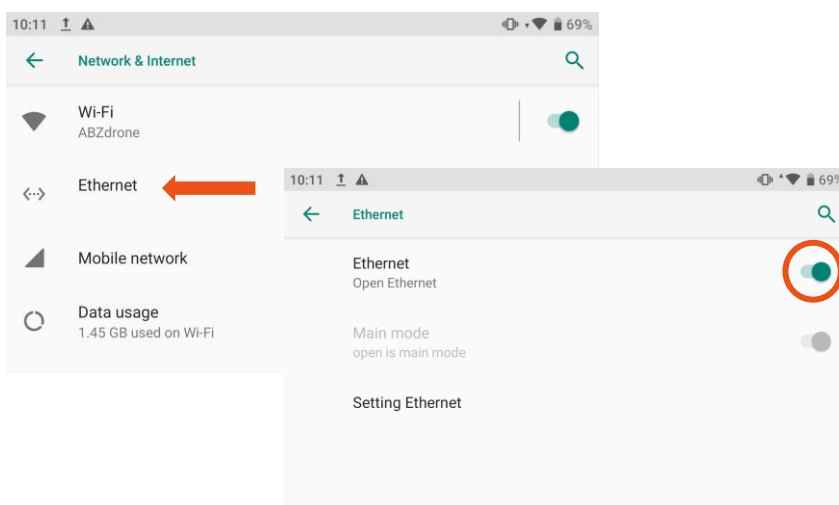 10:11
69%
Network & Internet
Wi-Fi
ABZdrone
Ethernet
Mobile network
Data usage
1.45 GB used on Wi-Fi
10:11
69%
Ethernet
Ethernet
Open Ethernet
Main mode
open is main mode
Setting Ethernet